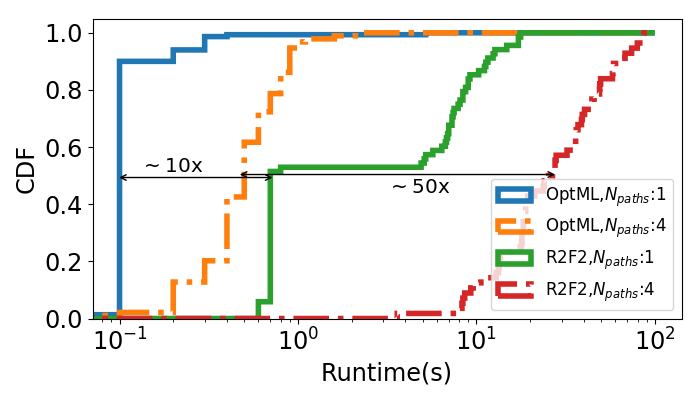 1.0
0.8
0.6
0.4
0.2
0.0
CDF
~ 10x
~ 50x
OptML,N_paths:1
OptML,N_paths:4
R2F2,N_paths:1
R2F2,N_paths:4
10^-1
10^0
10^1
10^2
Runtime(s)